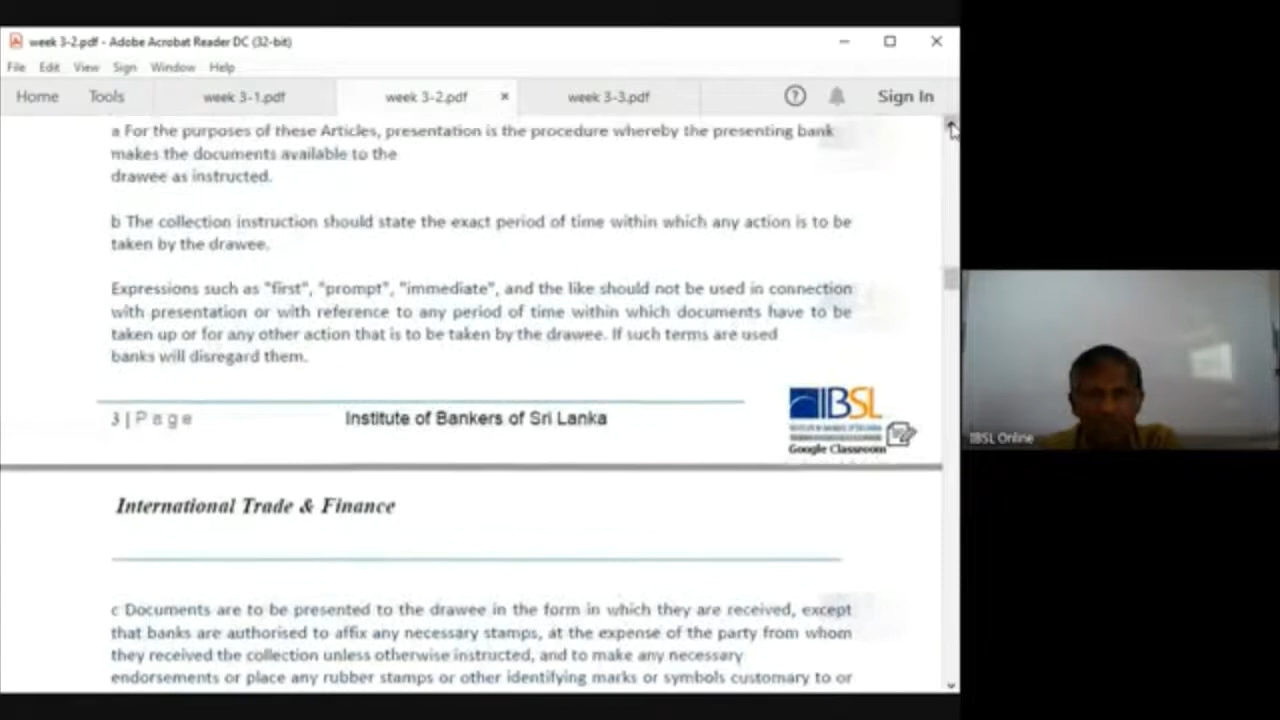 week 3-2.pdf - Adobe Acrobat Reader DC (32-bit)
File Edit View Sign Window Help
Home Tools week 3-1.pdf week 3-2.pdf × week 3-3.pdf ? Sign In
a For the purposes of these Articles, presentation is the procedure whereby the presenting bank
makes the documents available to the
drawee as instructed.
b The collection instruction should state the exact period of time within which any action is to be
taken by the drawee.
Expressions such as "first", "prompt", "immediate", and the like should not be used in connection
with presentation or with reference to any period of time within which documents have to be
taken up or for any other action that is to be taken by the drawee. If such terms are used
banks will disregard them.
3 | P a g e Institute of Bankers of Sri Lanka
IBSL
Google Classroom
IBSL Online
International Trade & Finance
c Documents are to be presented to the drawee in the form in which they are received, except
that banks are authorised to affix any necessary stamps, at the expense of the party from whom
they received the collection unless otherwise instructed, and to make any necessary
endorsements or place any rubber stamps or other identifying marks or symbols customary to or